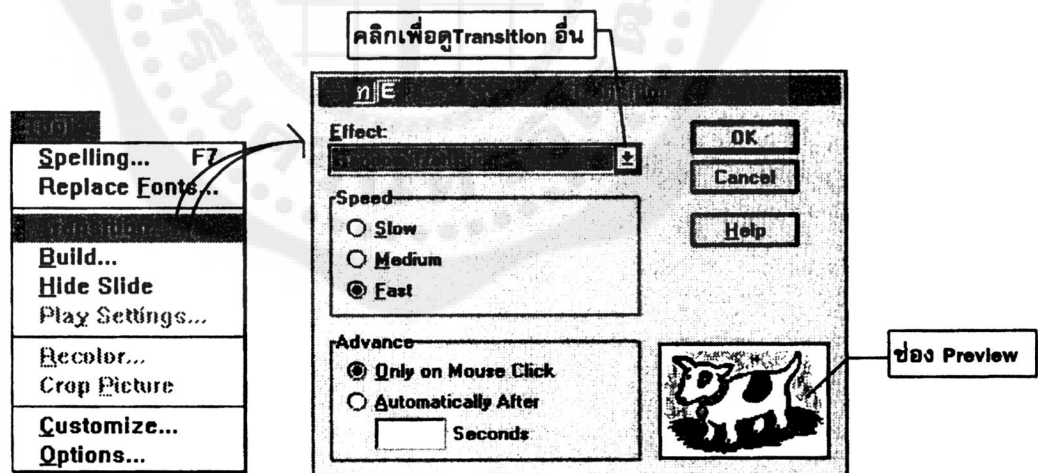 คลิกเพื่อดูTransition อื่น
Spelling... F7
Replace Fonts...
Build...
Hide Slide
Play Settings...
Recolor...
Crop Picture
Customize...
Options...
กE
Effect:
OK
Cancel
Help
Speed
Slow
Medium
Fast
Advance
Only on Mouse Click
Automatically After
Seconds
ช่อง Preview